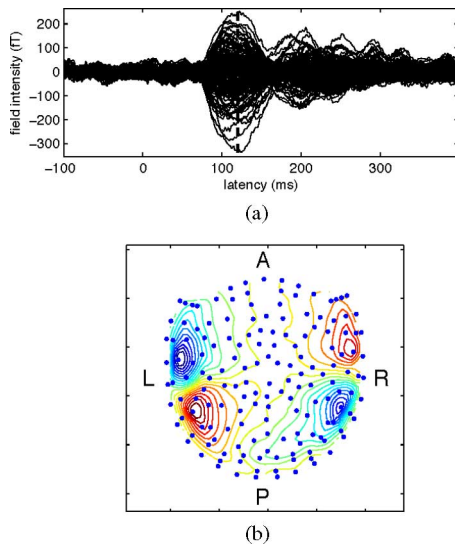 200
100
0
−100
−200
−300
field intensity (fT)
−100 0 100 200 300
latency (ms)
(a)
A
L R
P
(b)